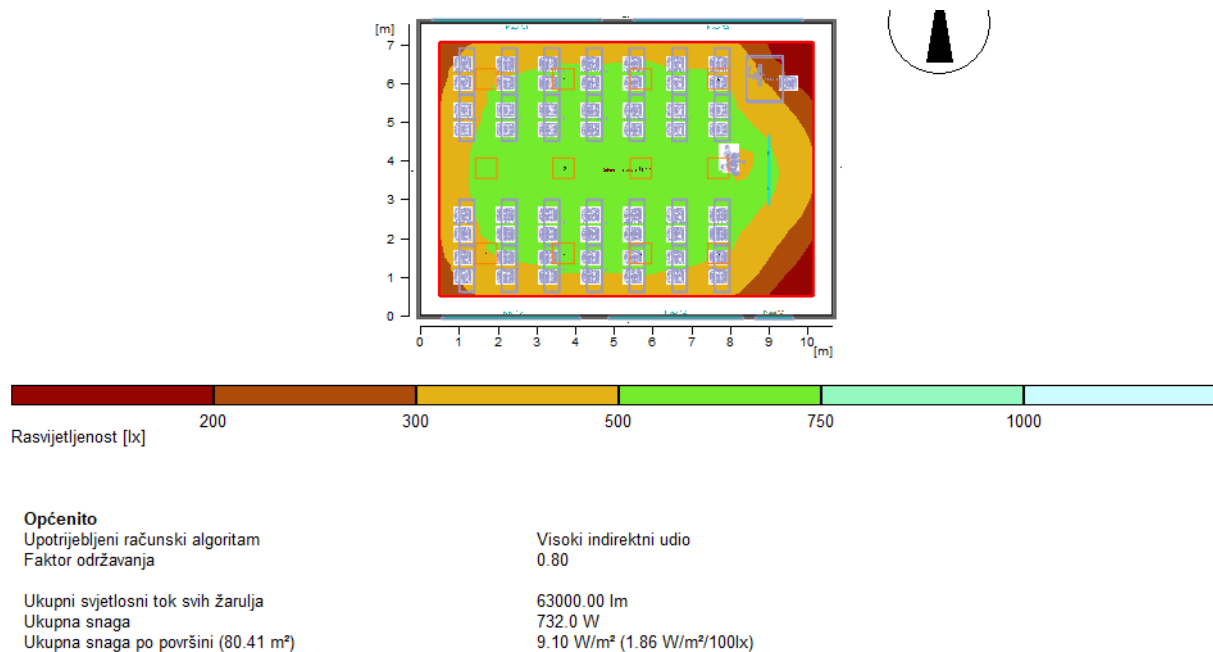 [m]
7
6
5
4
3
2
1
0
0 1 2 3 4 5 6 7 8 9 10
[m]
200 300 500 750 1000
Rasvijetljenost [lx]
Općenito
Upotrijebljeni računski algoritam Visoki indirektni udio
Faktor održavanja 0.80
Ukupni svjetlosni tok svih žarulja 63000.00 lm
Ukupna snaga 732.0 W
Ukupna snaga po površini (80.41 m²) 9.10 W/m² (1.86 W/m²/100lx)